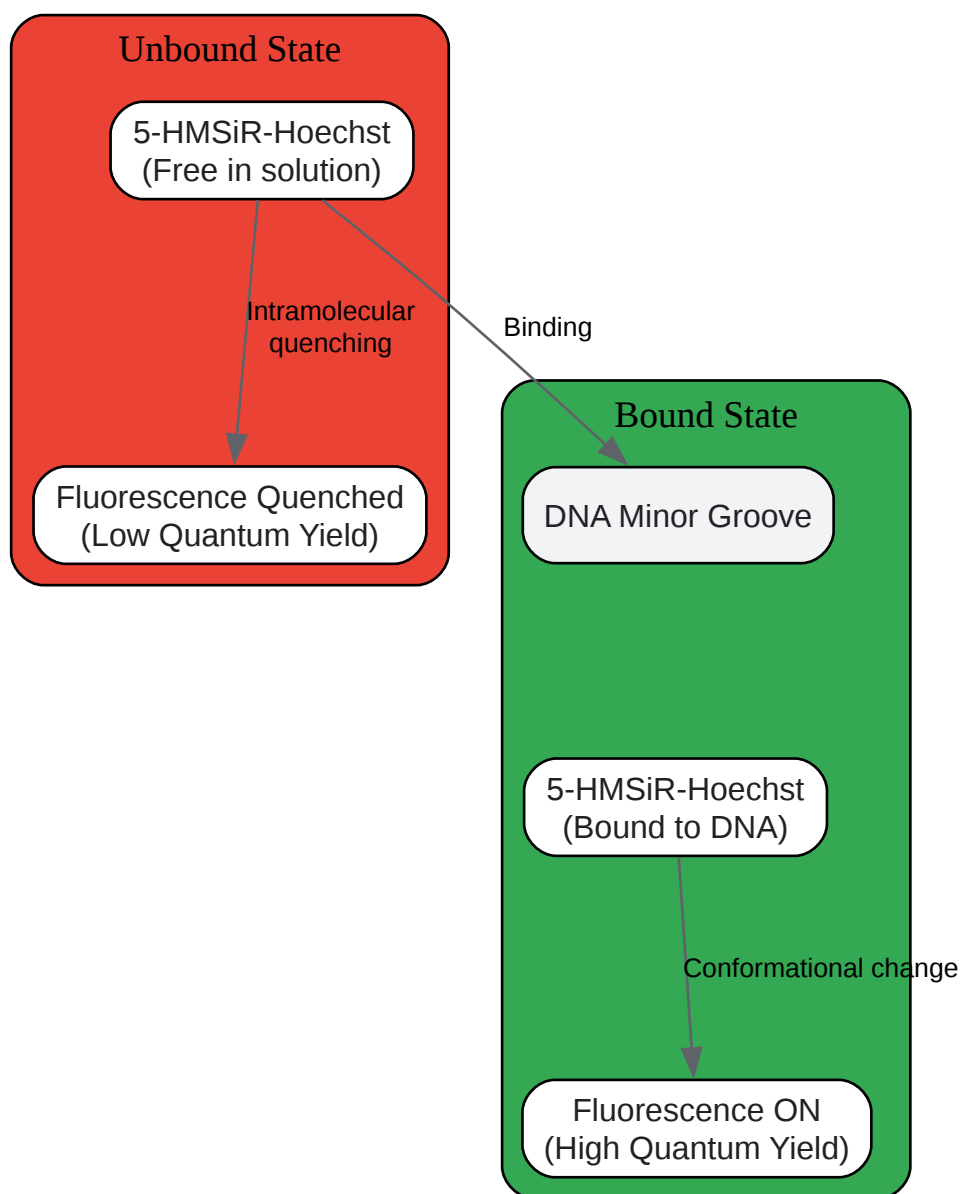 Unbound State
5-HMSiR-Hoechst
(Free in solution)
Intramolecular
quenching
Binding
Fluorescence Quenched
(Low Quantum Yield)
Bound State
DNA Minor Groove
5-HMSiR-Hoechst
(Bound to DNA)
Conformational change
Fluorescence ON
(High Quantum Yield)